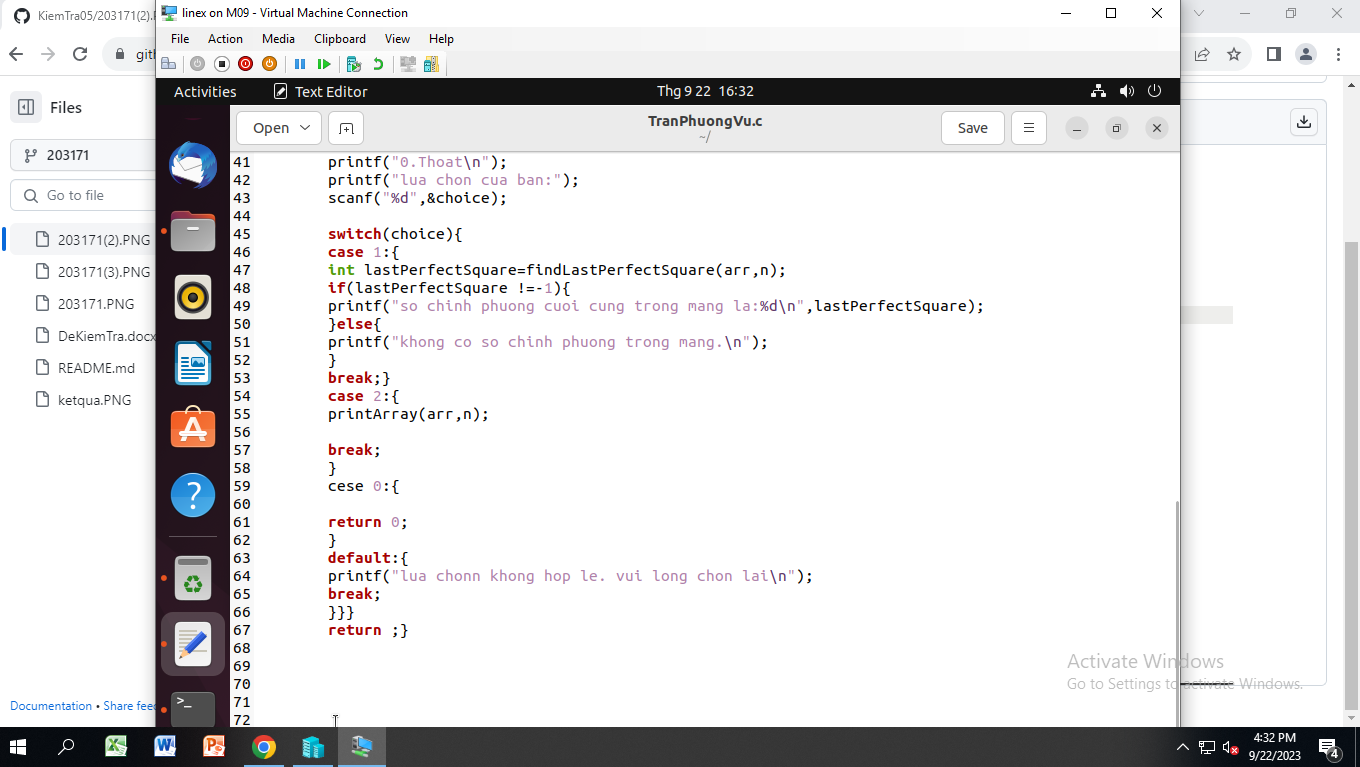 KiemTra05/203171(2).
linex on M09 - Virtual Machine Connection
File Action Media Clipboard View Help
Activities Text Editor Thg 9 22 16:32
Files
Open TranPhuongVu.c Save
~/
203171
Go to file
203171(2).PNG
203171(3).PNG
203171.PNG
DeKiemTra.docx
README.md
ketqua.PNG
41 printf("0.Thoat\n");
42 printf("lua chon cua ban:");
43 scanf("%d",&choice);
44
45 switch(choice){
46 case 1:{
47 int lastPerfectSquare=findLastPerfectSquare(arr,n);
48 if(lastPerfectSquare !=-1){
49 printf("so chinh phuong cuoi cung trong mang la:%d\n",lastPerfectSquare);
50 }else{
51 printf("khong co so chinh phuong trong mang.\n");
52 }
53 break;}
54 case 2:{
55 printArray(arr,n);
56
57 break;
58 }
59 cese 0:{
60
61 return 0;
62 }
63 default:{
64 printf("lua chonn khong hop le. vui long chon lai\n");
65 break;
66 }}}
67 return ;}
68
69
70
71
72
Activate Windows
Go to Settings to activate Windows.
Documentation • Share fee
4:32 PM
9/22/2023
4